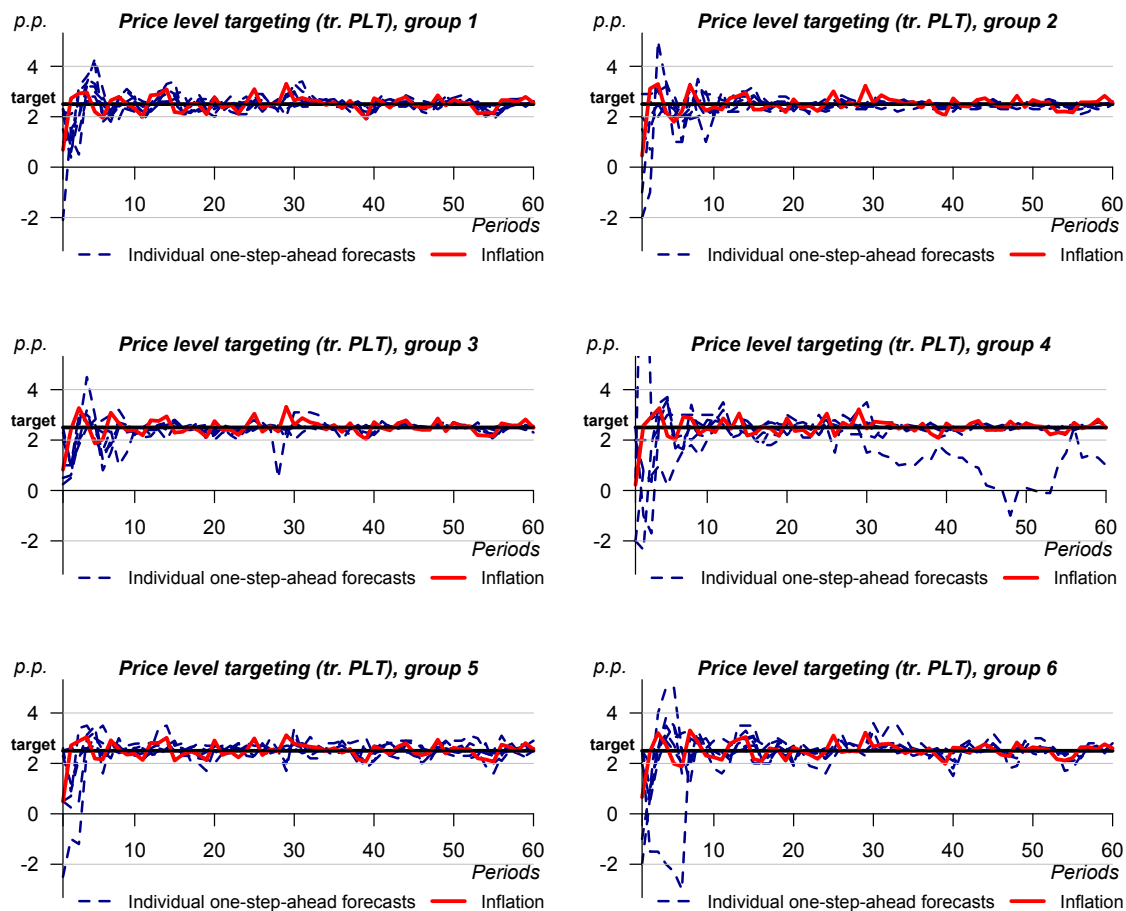 p.p.
Price level targeting (tr. PLT), group 1
4
target
2
0
-2
10 20 30 40 50 60
Periods
Individual one-step-ahead forecasts Inflation
p.p.
Price level targeting (tr. PLT), group 2
4
target
2
0
-2
10 20 30 40 50 60
Periods
Individual one-step-ahead forecasts Inflation
p.p.
Price level targeting (tr. PLT), group 3
4
target
2
0
-2
10 20 30 40 50 60
Periods
Individual one-step-ahead forecasts Inflation
p.p.
Price level targeting (tr. PLT), group 4
4
target
2
0
-2
10 20 30 40 50 60
Periods
Individual one-step-ahead forecasts Inflation
p.p.
Price level targeting (tr. PLT), group 5
4
target
2
0
-2
10 20 30 40 50 60
Periods
Individual one-step-ahead forecasts Inflation
p.p.
Price level targeting (tr. PLT), group 6
4
target
2
0
-2
10 20 30 40 50 60
Periods
Individual one-step-ahead forecasts Inflation